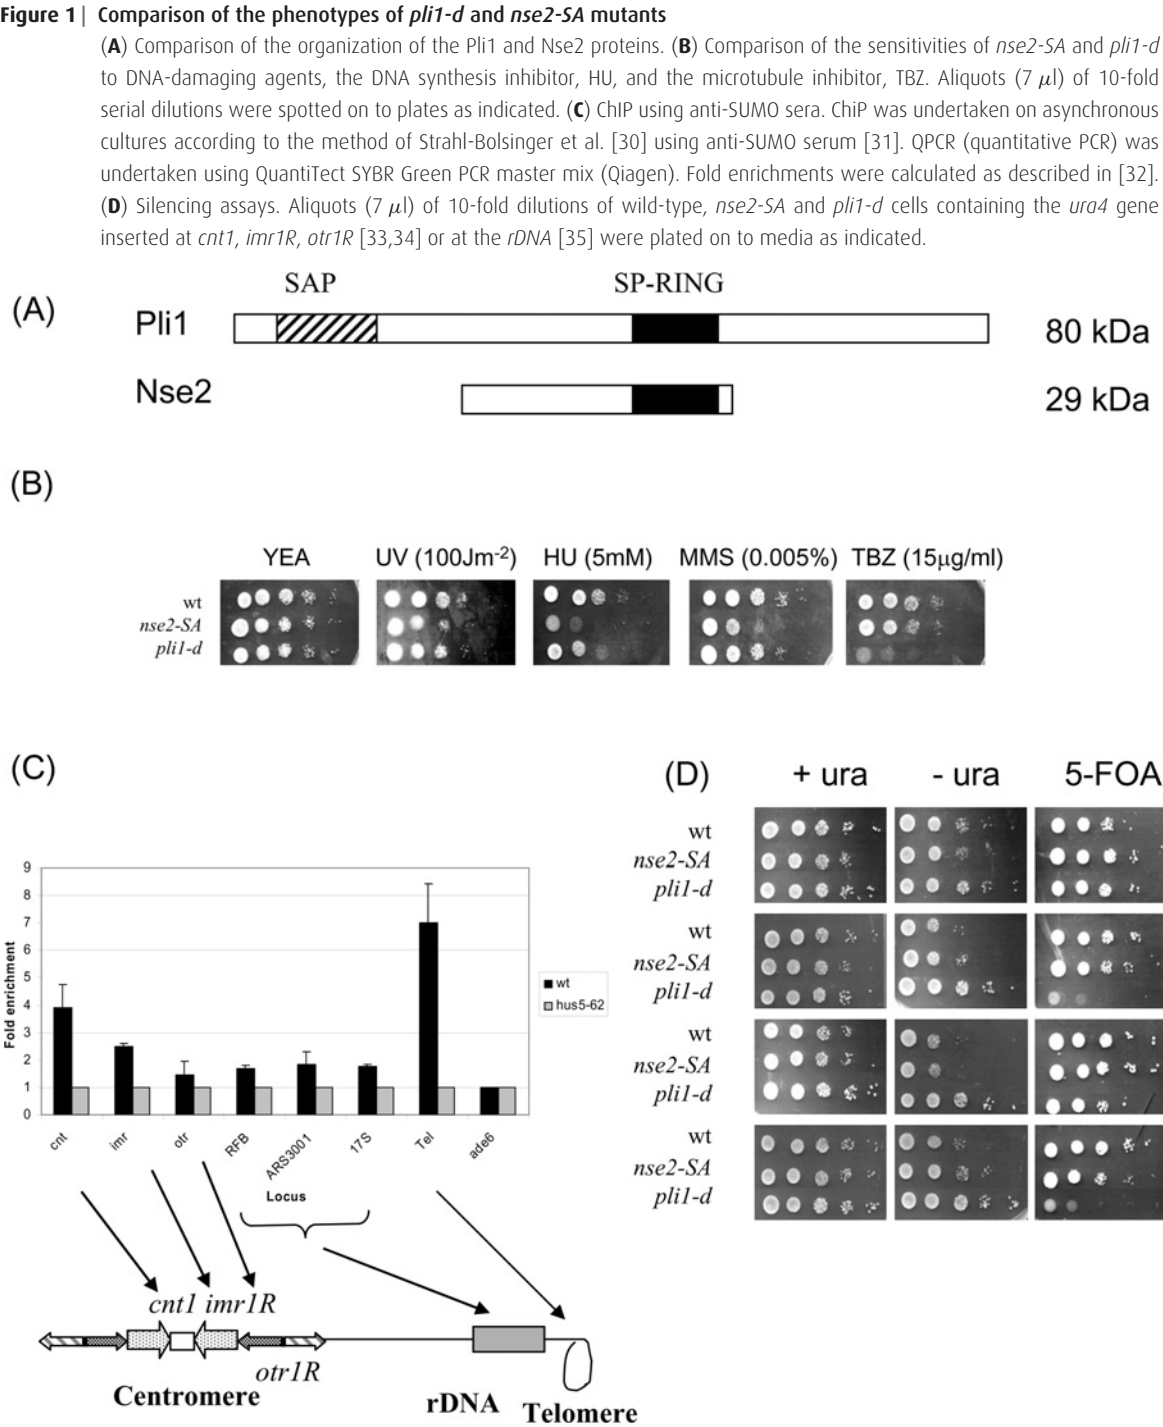 Figure 1 | Comparison of the phenotypes of pli1-d and nse2-SA mutants
(A) Comparison of the organization of the Pli1 and Nse2 proteins. (B) Comparison of the sensitivities of nse2-SA and pli1-d
to DNA-damaging agents, the DNA synthesis inhibitor, HU, and the microtubule inhibitor, TBZ. Aliquots (7 μl) of 10-fold
serial dilutions were spotted on to plates as indicated. (C) ChIP using anti-SUMO sera. ChiP was undertaken on asynchronous
cultures according to the method of Strahl-Bolsinger et al. [30] using anti-SUMO serum [31]. QPCR (quantitative PCR) was
undertaken using QuantiTect SYBR Green PCR master mix (Qiagen). Fold enrichments were calculated as described in [32].
(D) Silencing assays. Aliquots (7 μl) of 10-fold dilutions of wild-type, nse2-SA and pli1-d cells containing the ura4 gene
inserted at cnt1, imr1R, otr1R [33,34] or at the rDNA [35] were plated on to media as indicated.
(A)
SAP SP-RING
Pli1 80 kDa
Nse2 29 kDa
(B)
YEA UV (100Jm-2) HU (5mM) MMS (0.005%) TBZ (15μg/ml)
wt
nse2-SA
pli1-d
(C)
9
8
7
6
5
4
3
2
1
0
Fold enrichment
wt
hus5-62
cnt imr otr RFB ARS3001 17S Tel ade6
Locus
cnt1 imr1R
otr1R
Centromere
rDNA
Telomere
(D) + ura - ura 5-FOA
wt
nse2-SA
pli1-d
wt
nse2-SA
pli1-d
wt
nse2-SA
pli1-d
wt
nse2-SA
pli1-d